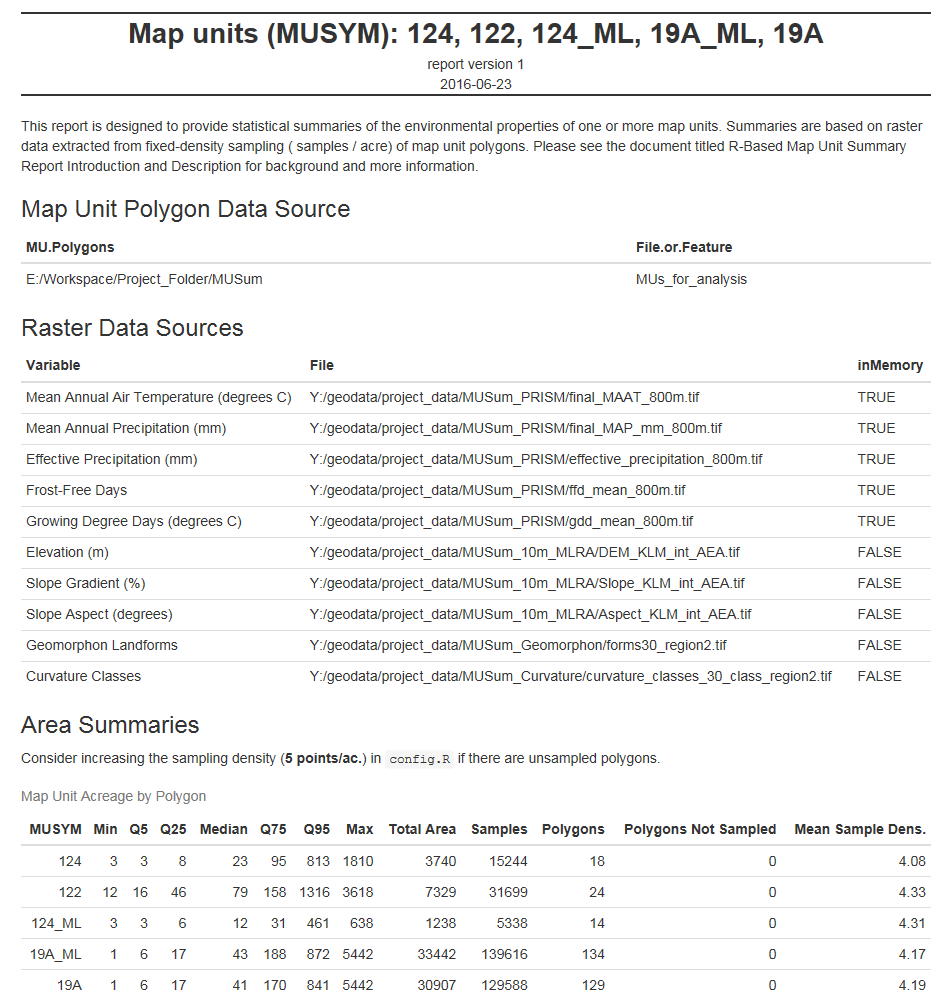 Map units (MUSYM): 124, 122, 124_ML, 19A_ML, 19A
report version 1
2016-06-23
This report is designed to provide statistical summaries of the environmental properties of one or more map units. Summaries are based on raster
data extracted from fixed-density sampling ( samples / acre) of map unit polygons. Please see the document titled R-Based Map Unit Summary
Report Introduction and Description for background and more information.
Map Unit Polygon Data Source
MU.Polygons File.or.Feature
E:/Workspace/Project_Folder/MUSum MUs_for_analysis
Raster Data Sources
Variable File inMemory
Mean Annual Air Temperature (degrees C) Y:/geodata/project_data/MUSum_PRISM/final_MAAT_800m.tif TRUE
Mean Annual Precipitation (mm) Y:/geodata/project_data/MUSum_PRISM/final_MAP_mm_800m.tif TRUE
Effective Precipitation (mm) Y:/geodata/project_data/MUSum_PRISM/effective_precipitation_800m.tif TRUE
Frost-Free Days Y:/geodata/project_data/MUSum_PRISM/ffd_mean_800m.tif TRUE
Growing Degree Days (degrees C) Y:/geodata/project_data/MUSum_PRISM/gdd_mean_800m.tif TRUE
Elevation (m) Y:/geodata/project_data/MUSum_10m_MLRA/DEM_KLM_int_AEA.tif FALSE
Slope Gradient (%) Y:/geodata/project_data/MUSum_10m_MLRA/Slope_KLM_int_AEA.tif FALSE
Slope Aspect (degrees) Y:/geodata/project_data/MUSum_10m_MLRA/Aspect_KLM_int_AEA.tif FALSE
Geomorphon Landforms Y:/geodata/project_data/MUSum_Geomorphon/forms30_region2.tif FALSE
Curvature Classes Y:/geodata/project_data/MUSum_Curvature/curvature_classes_30_class_region2.tif FALSE
Area Summaries
Consider increasing the sampling density (5 points/ac.) in config.R if there are unsampled polygons.
Map Unit Acreage by Polygon
MUSYM Min Q5 Q25 Median Q75 Q95 Max Total Area Samples Polygons Polygons Not Sampled Mean Sample Dens.
124 3 3 8 23 95 813 1810 3740 15244 18 0 4.08
122 12 16 46 79 158 1316 3618 7329 31699 24 0 4.33
124_ML 3 3 6 12 31 461 638 1238 5338 14 0 4.31
19A_ML 1 6 17 43 188 872 5442 33442 139616 134 0 4.17
19A 1 6 17 41 170 841 5442 30907 129588 129 0 4.19